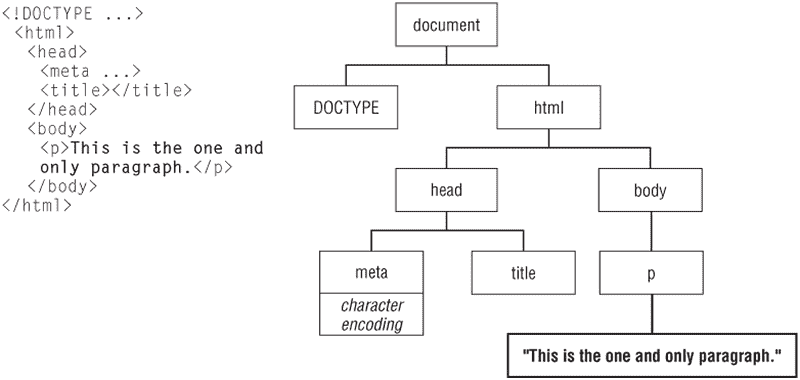 <!DOCTYPE ...>
<html>
<head>
<meta ...>
<title></title>
</head>
<body>
<p>This is the one and
only paragraph.</p>
</body>
</html>
document
DOCTYPE
html
head
body
meta
character
encoding
title
p
"This is the one and only paragraph."